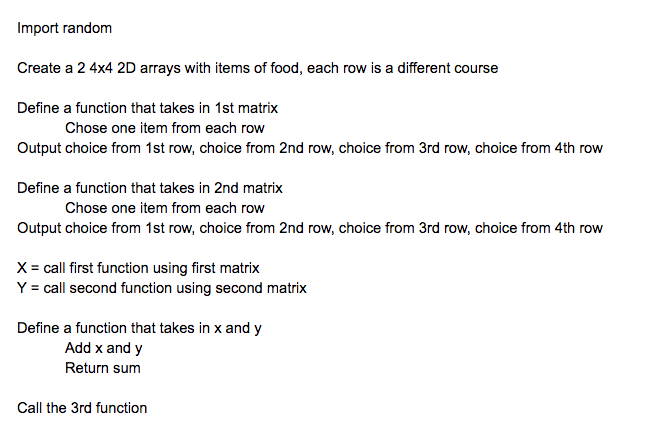 Import random
Create a 2 4x4 2D arrays with items of food, each row is a different course
Define a function that takes in 1st matrix
Chose one item from each row
Output choice from 1st row, choice from 2nd row, choice from 3rd row, choice from 4th row
Define a function that takes in 2nd matrix
Chose one item from each row
Output choice from 1st row, choice from 2nd row, choice from 3rd row, choice from 4th row
X = call first function using first matrix
Y = call second function using second matrix
Define a function that takes in x and y
Add x and y
Return sum
Call the 3rd function